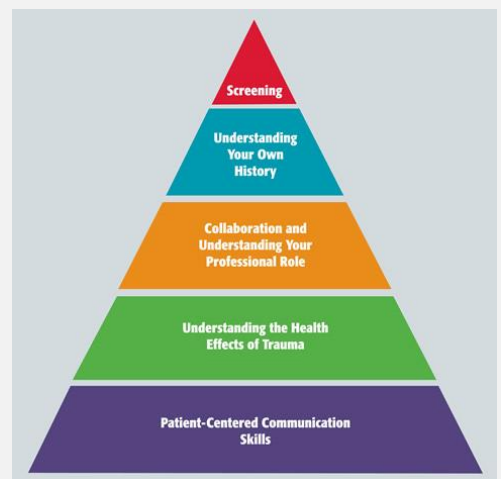 Screening
Understanding
Your Own
History
Collaboration and
Understanding Your
Professional Role
Understanding the Health
Effects of Trauma
Patient-Centered Communication
Skills